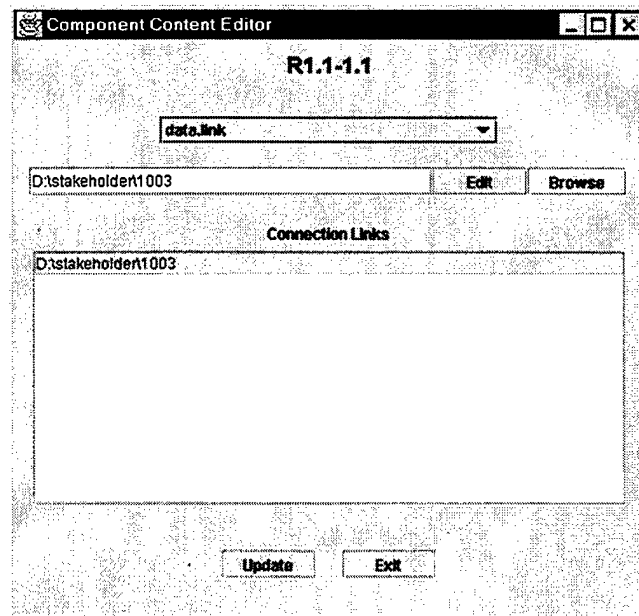 Component Content Editor
R1.1-1.1
data.link
D:\stakeholder\1003 Edit Browse
Connection Links
D:\stakeholder\1003
Update Exit